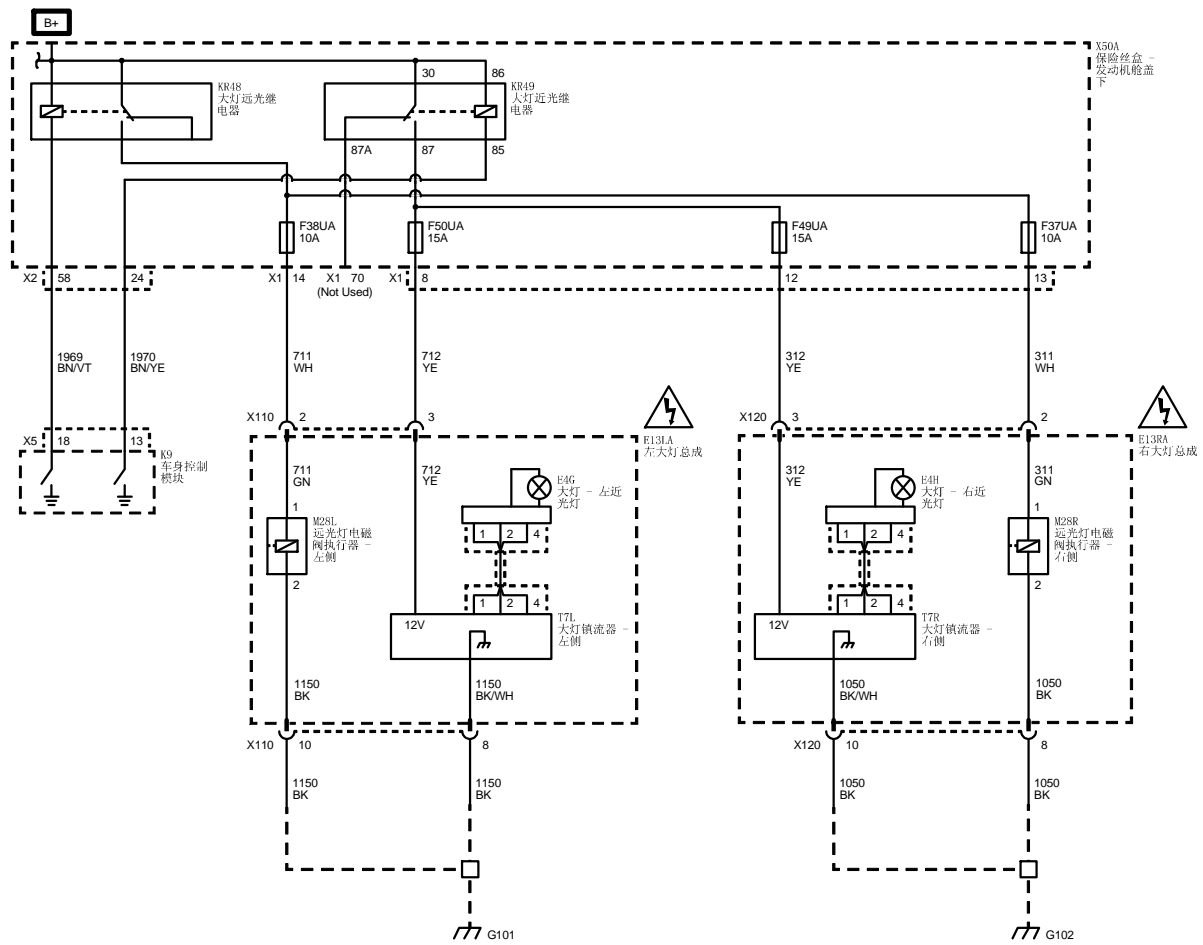 B+
X50A
保险丝盒 -
发动机舱盖
下
KR48
大灯远光继
电器
30
86
KR49
大灯近光继
电器
87A
87
85
F38UA
10A
F50UA
15A
F49UA
15A
F37UA
10A
X2
58
24
X1
14
X1
70
(Not Used)
X1
8
12
13
1969
BN/VT
1970
BN/YE
711
WH
712
YE
312
YE
311
WH
X110
2
3
X120
3
2
X5
18
13
K9
车身控制
模块
E13LA
左大灯总成
E13RA
右大灯总成
711
GN
712
YE
E4G
大灯 - 左近
光灯
312
YE
E4H
大灯 - 右近
光灯
311
GN
1
M28L
远光灯电磁
阀执行器 -
左侧
2
1
2
4
1
2
4
1
M28R
远光灯电磁
阀执行器 -
右侧
2
1
2
4
1
2
4
12V
T7L
大灯镇流器 -
左侧
12V
T7R
大灯镇流器 -
右侧
1150
BK
1150
BK/WH
1050
BK/WH
1050
BK
X110
10
8
X120
10
8
1150
BK
1150
BK
1050
BK
1050
BK
G101
G102